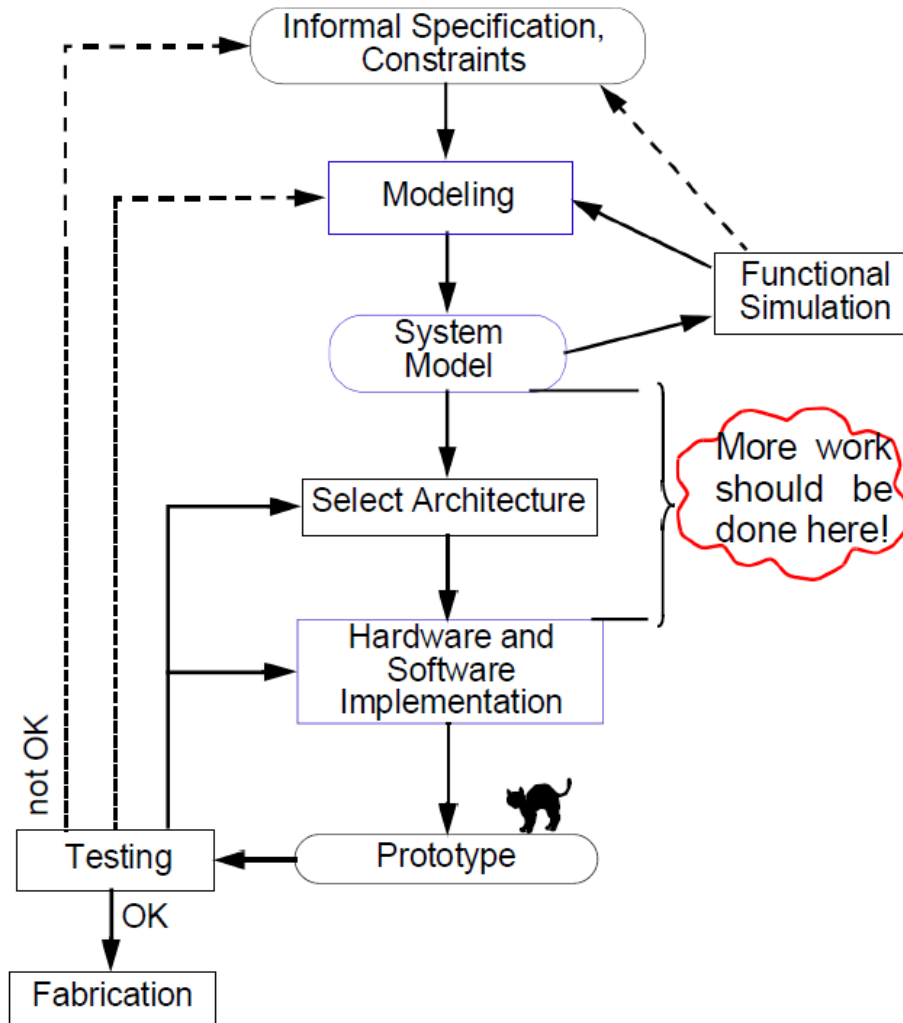 Informal Specification,
Constraints
Modeling
Functional
Simulation
System
Model
More work
should be
done here!
Select Architecture
Hardware and
Software
Implementation
not OK
Prototype
Testing
OK
Fabrication